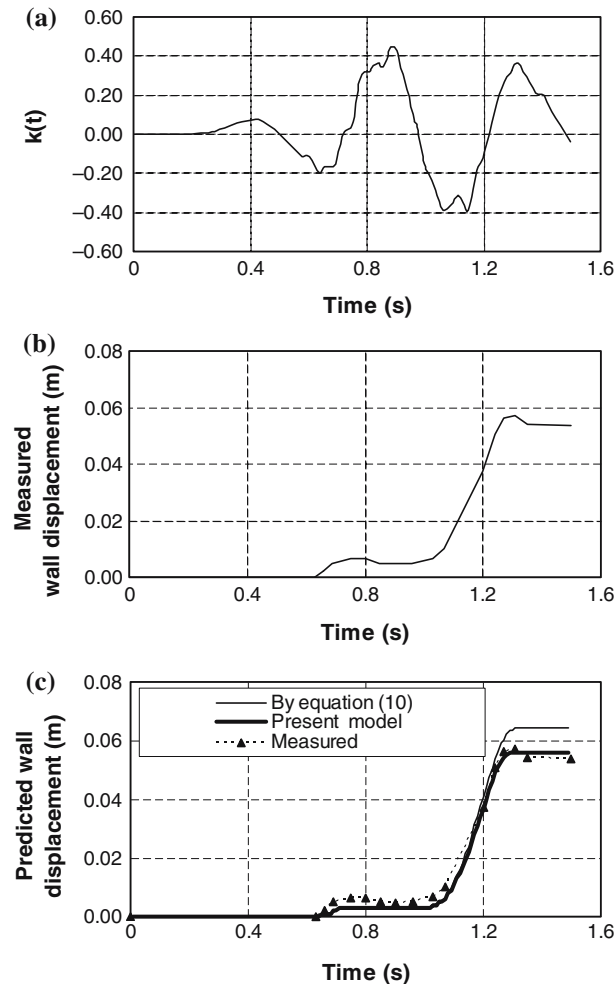 (a)
0.60
0.40
0.20
0.00
−0.20
−0.40
−0.60
k(t)
0
0.4
0.8
1.2
1.6
Time (s)
(b)
0.08
0.06
0.04
0.02
0.00
Measured
wall displacement (m)
0
0.4
0.8
1.2
1.6
Time (s)
(c)
0.08
0.06
0.04
0.02
0.00
Predicted wall
displacement (m)
By equation (10)
Present model
Measured
0
0.4
0.8
1.2
1.6
Time (s)